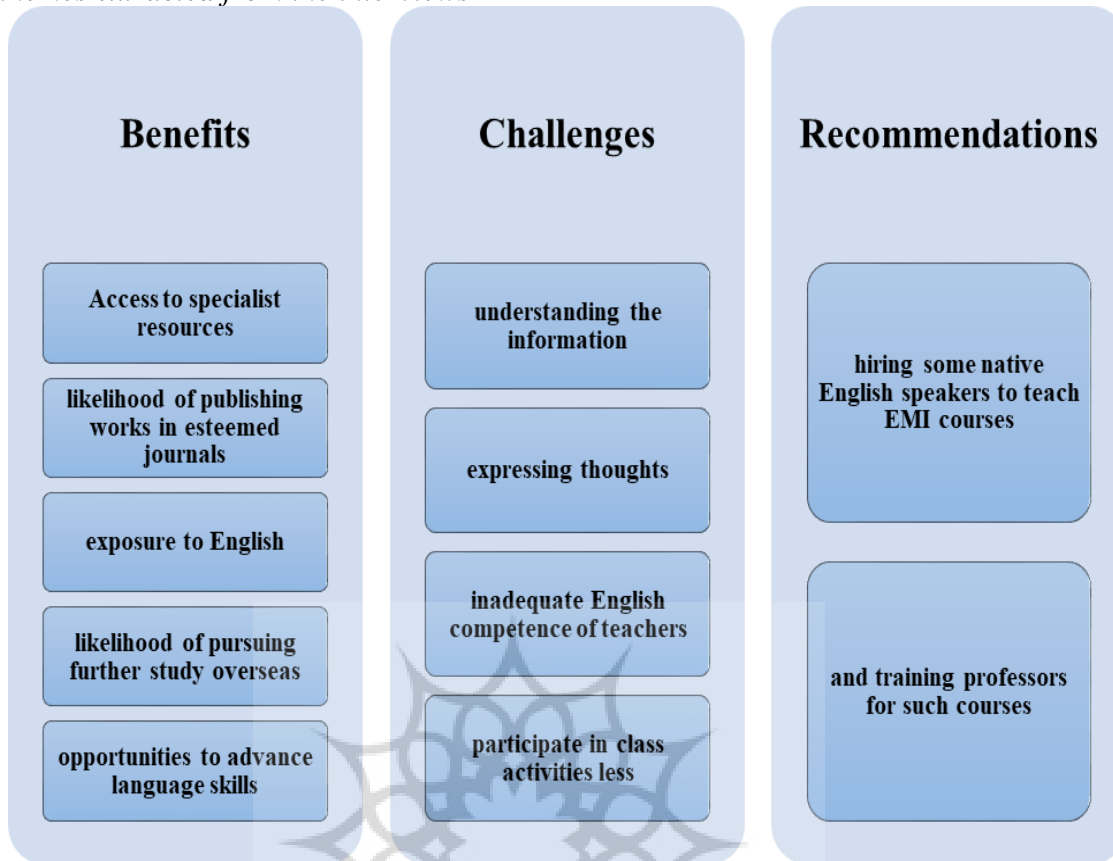 Benefits
Access to specialist
resources
likelihood of publishing
works in esteemed
journals
exposure to English
likelihood of pursuing
further study overseas
opportunities to advance
language skills
Challenges
understanding the
information
expressing thoughts
inadequate English
competence of teachers
participate in class
activities less
Recommendations
hiring some native
English speakers to teach
EMI courses
and training professors
for such courses